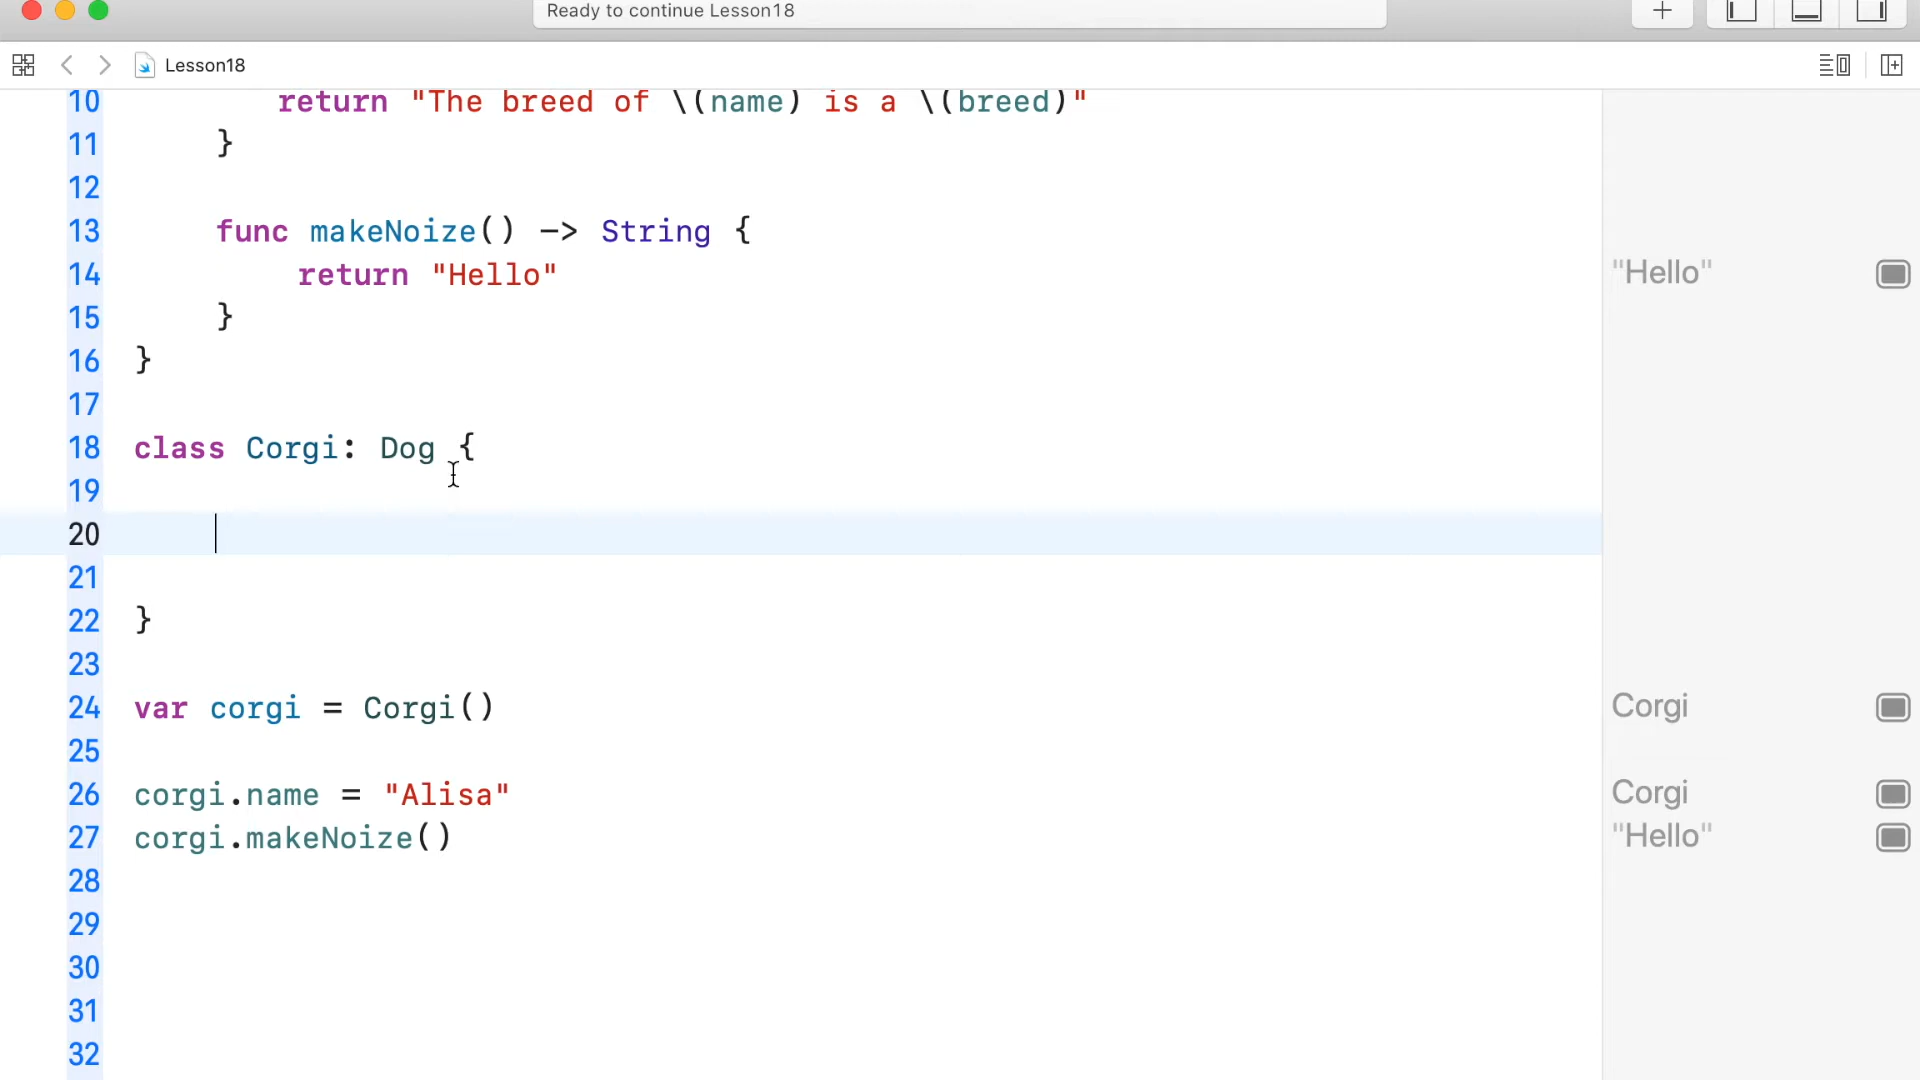 Ready to continue Lesson18
Lesson18
10 return "The breed of \(name) is a \(breed)"
11 }
12
13 func makeNoize() -> String {
14 return "Hello" "Hello"
15 }
16 }
17
18 class Corgi: Dog {
19
20
21
22 }
23
24 var corgi = Corgi() Corgi
25
26 corgi.name = "Alisa" Corgi
27 corgi.makeNoize() "Hello"
28
29
30
31
32